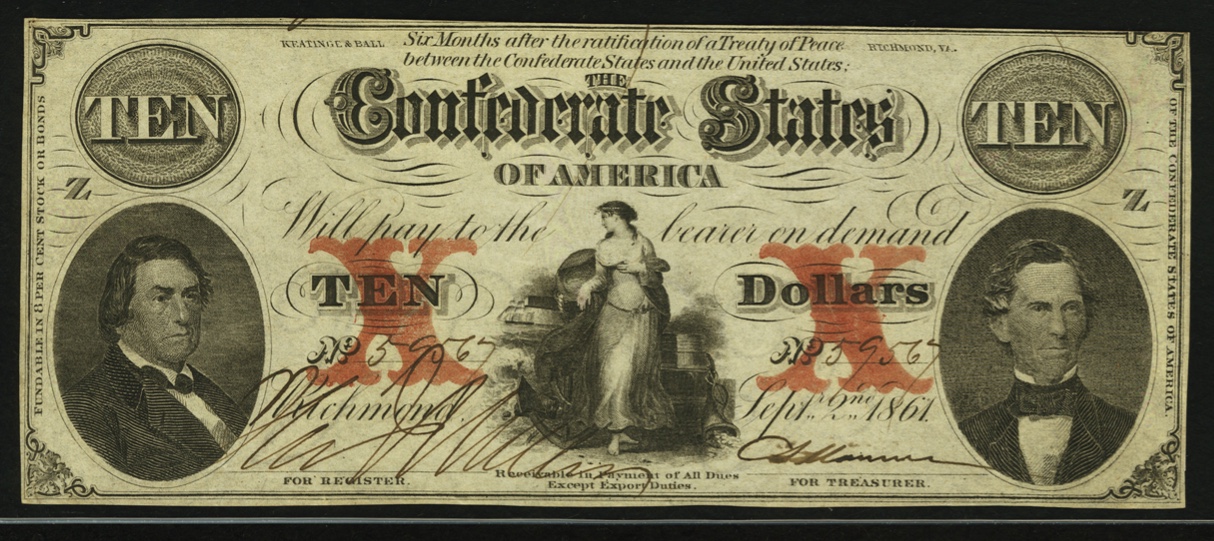 KEATINGE & BALL Six Months after the ratification of a Treaty of Peace RICHMOND, VA.
between the Confederate States and the United States;
TEN THE TEN
Confederate States
OF AMERICA
Z Z
Will pay to the bearer on demand
X X
TEN Dollars
No 59567 No 59567
Richmond Sept. 2nd 1861.
Receivable in Payment of All Dues
Except Export Duties.
FOR REGISTER. FOR TREASURER.
FUNDABLE IN 8 PER CENT STOCK OR BONDS
OF THE CONFEDERATE STATES OF AMERICA.